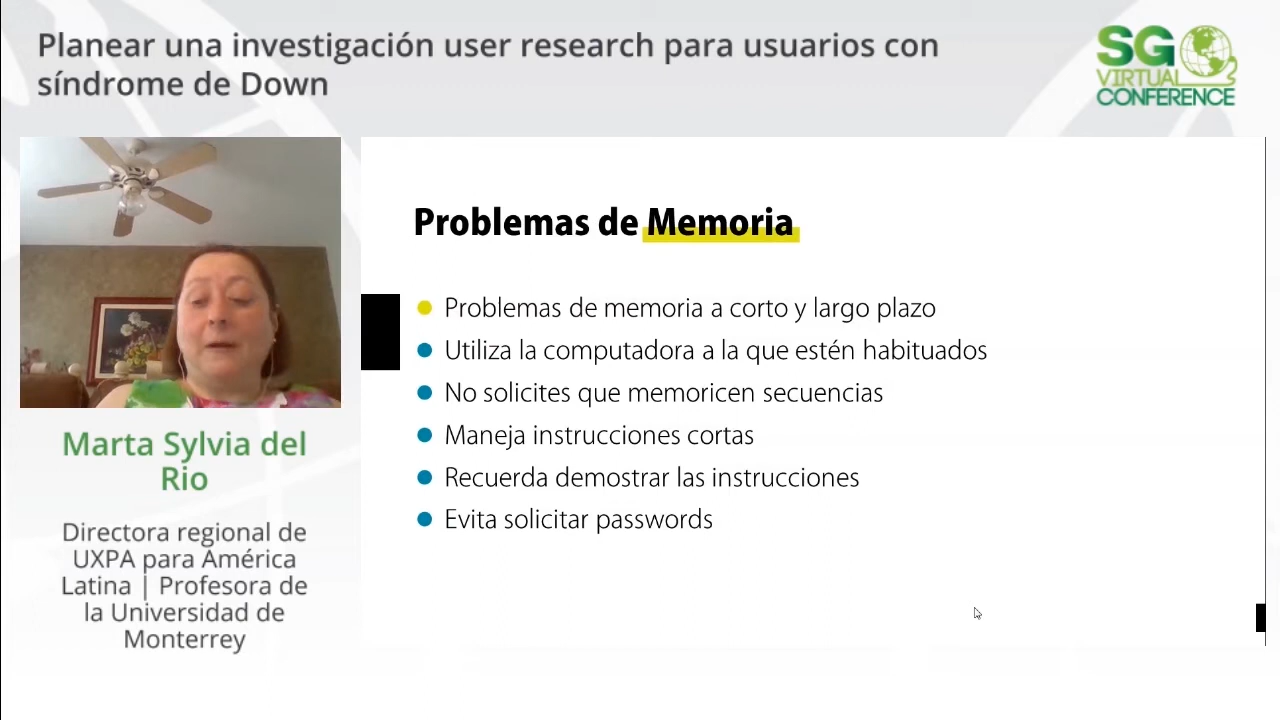 Planear una investigación user research para usuarios con
síndrome de Down
SG
VIRTUAL
CONFERENCE
Problemas de Memoria
Problemas de memoria a corto y largo plazo
Utiliza la computadora a la que estén habituados
No solicites que memoricen secuencias
Maneja instrucciones cortas
Recuerda demostrar las instrucciones
Evita solicitar passwords
Marta Sylvia del
Rio
Directora regional de
UXPA para América
Latina | Profesora de
la Universidad de
Monterrey